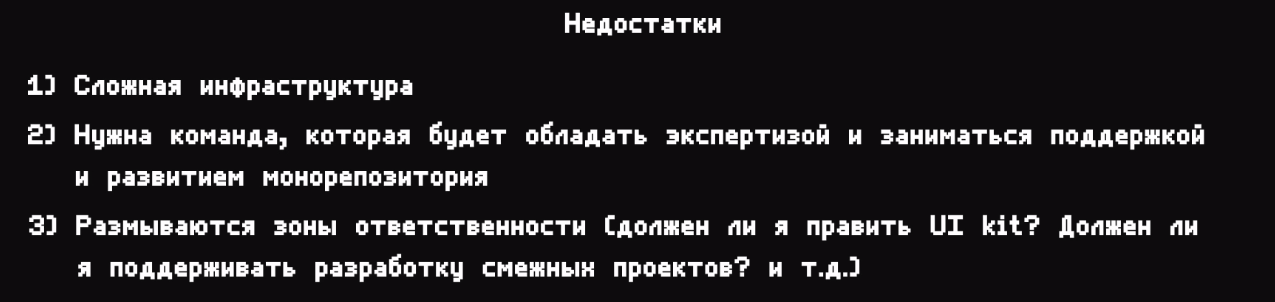 Недостатки
1) Сложная инфраструктура
2) Нужна команда, которая будет обладать экспертизой и заниматься поддержкой
и развитием монорепозитория
3) Размываются зоны ответственности (должен ли я править UI kit? Должен ли
я поддерживать разработку смежных проектов? и т.д.)